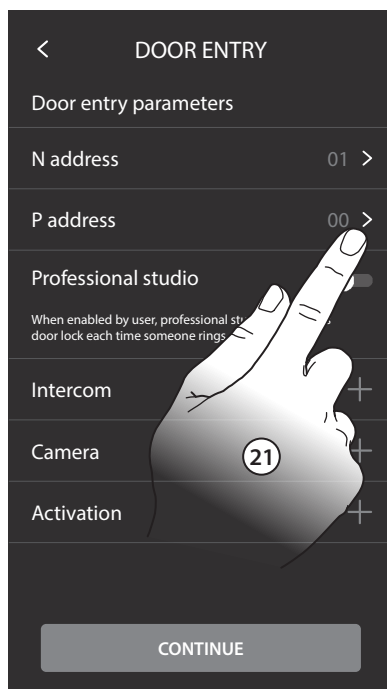 < DOOR ENTRY
Door entry parameters
N address 01 >
P address 00 >
Professional studio
When enabled by user, professional
door lock each time someone rings
Intercom +
Camera +
21
Activation +
CONTINUE